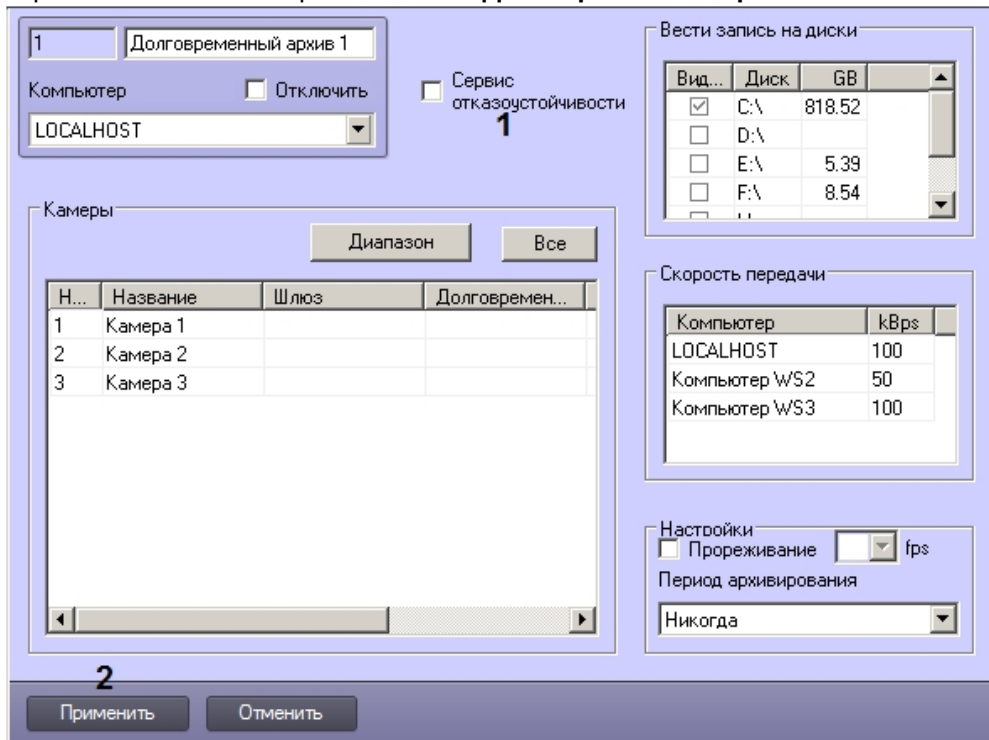 1 Долговременный архив 1
Компьютер Отключить
LOCALHOST
Сервис
отказоустойчивости
1
Вести запись на диски
Вид... Диск GB
C:\ 818.52
D:\
E:\ 5.39
F:\ 8.54
Камеры
Диапазон Все
Н... Название Шлюз Долговремен...
1 Камера 1
2 Камера 2
3 Камера 3
Скорость передачи
Компьютер kBps
LOCALHOST 100
Компьютер WS2 50
Компьютер WS3 100
Настройки
Прореживание fps
Период архивирования
Никогда
2
Применить Отменить